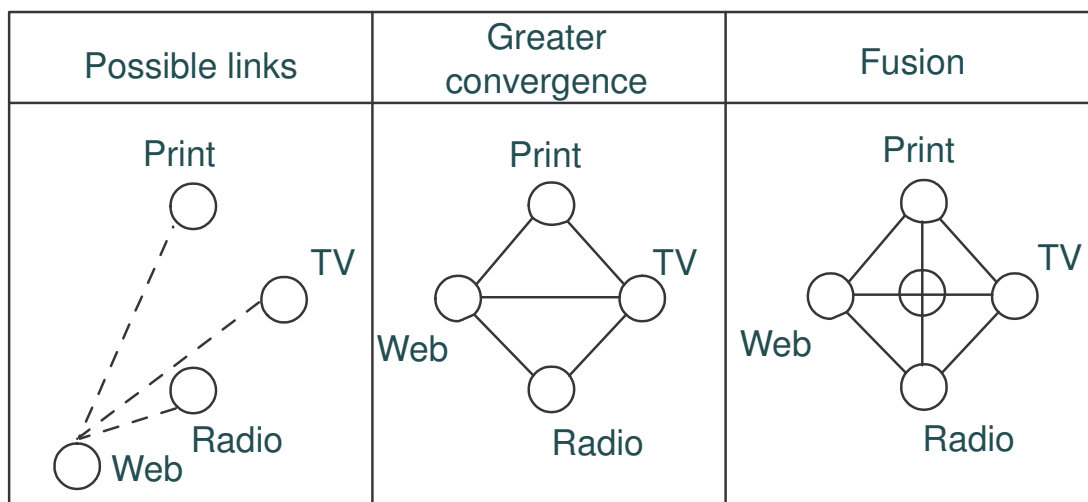 Possible links
Greater
convergence
Fusion
Print
TV
Radio
Web
Print
TV
Web
Radio
Print
TV
Web
Radio